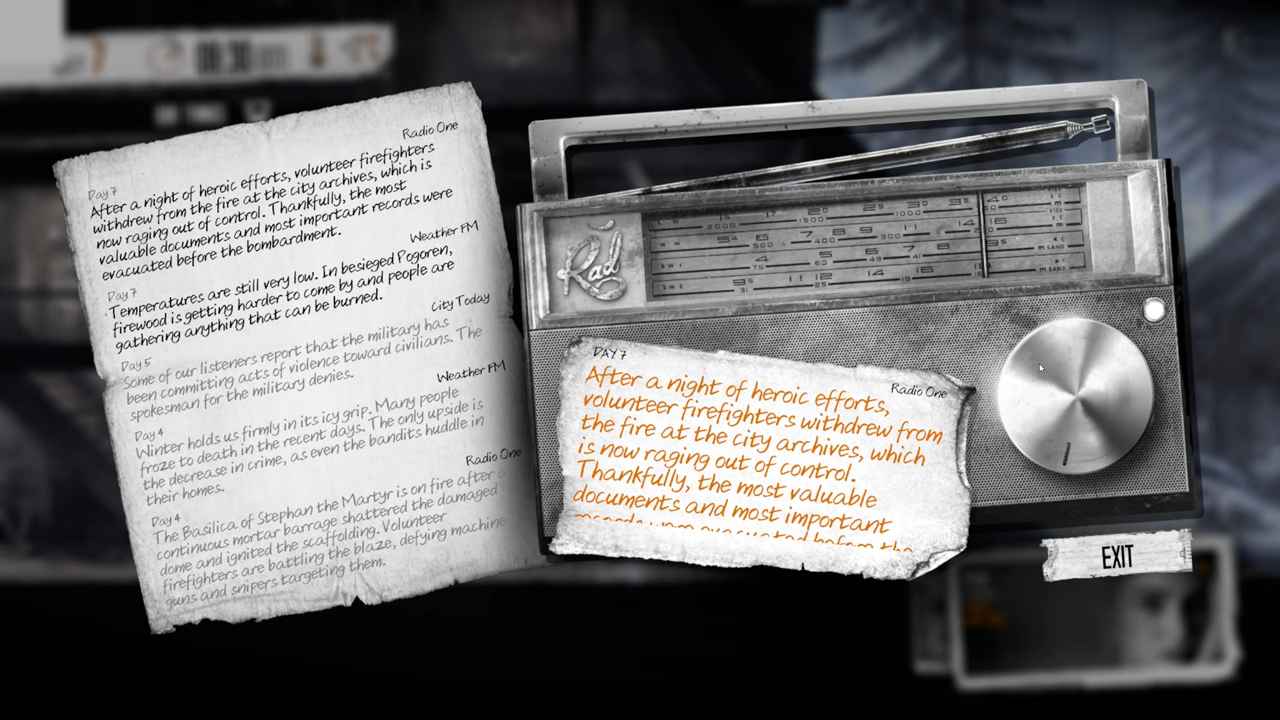 Radio One
Day 7
After a night of heroic efforts, volunteer firefighters
withdrew from the fire at the city archives, which is
now raging out of control. Thankfully, the most
valuable documents and most important records were
evacuated before the bombardment.
Weather FM
Day 7
Temperatures are still very low. In besieged Pogoren,
firewood is getting harder to come by and people are
gathering anything that can be burned.
City Today
Day 5
Some of our listeners report that the military has
been committing acts of violence toward civilians. The
spokesman for the military denies.
Weather FM
Day 4
Winter holds us firmly in its icy grip. Many people
froze to death in the recent days. The only upside is
the decrease in crime, as even the bandits huddle in
their homes.
Radio One
Day 4
The Basilica of Stephan the Martyr is on fire after
continuous mortar barrage shattered the damaged
dome and ignited the scaffolding. Volunteer
firefighters are battling the blaze, defying machine
guns and snipers targeting them.
Rad
DAY 7
Radio One
After a night of heroic efforts,
volunteer firefighters withdrew from
the fire at the city archives, which
is now raging out of control.
Thankfully, the most valuable
documents and most important
records were evacuated before the
EXIT